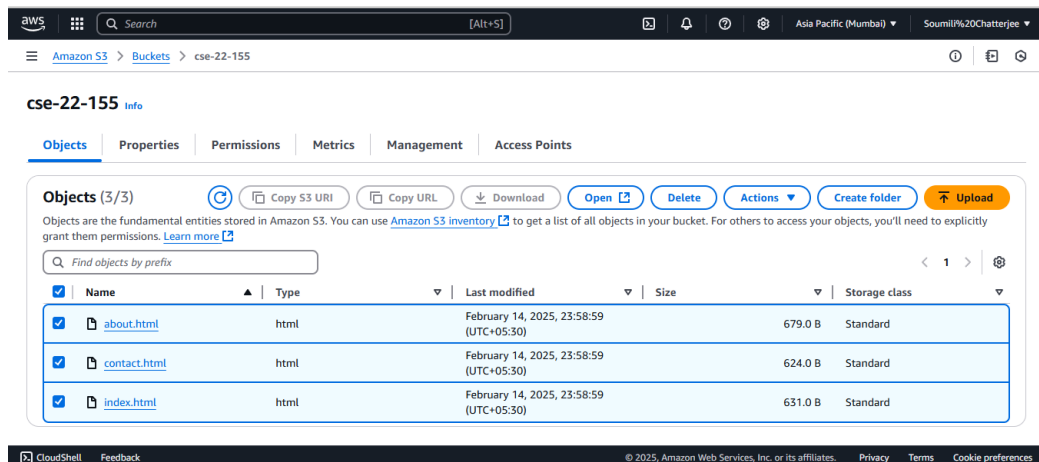 aws Search [Alt+S] Asia Pacific (Mumbai) ▼ Soumili%20Chatterjee ▼
Amazon S3 > Buckets > cse-22-155
cse-22-155 Info
Objects Properties Permissions Metrics Management Access Points
Objects (3/3) Copy S3 URI Copy URL Download Open Delete Actions ▼ Create folder Upload
Objects are the fundamental entities stored in Amazon S3. You can use Amazon S3 inventory to get a list of all objects in your bucket. For others to access your objects, you'll need to explicitly
grant them permissions. Learn more
Find objects by prefix < 1 >
Name ▲ Type Last modified Size Storage class
about.html html February 14, 2025, 23:58:59 (UTC+05:30) 679.0 B Standard
contact.html html February 14, 2025, 23:58:59 (UTC+05:30) 624.0 B Standard
index.html html February 14, 2025, 23:58:59 (UTC+05:30) 631.0 B Standard
CloudShell Feedback © 2025, Amazon Web Services, Inc. or its affiliates. Privacy Terms Cookie preferences